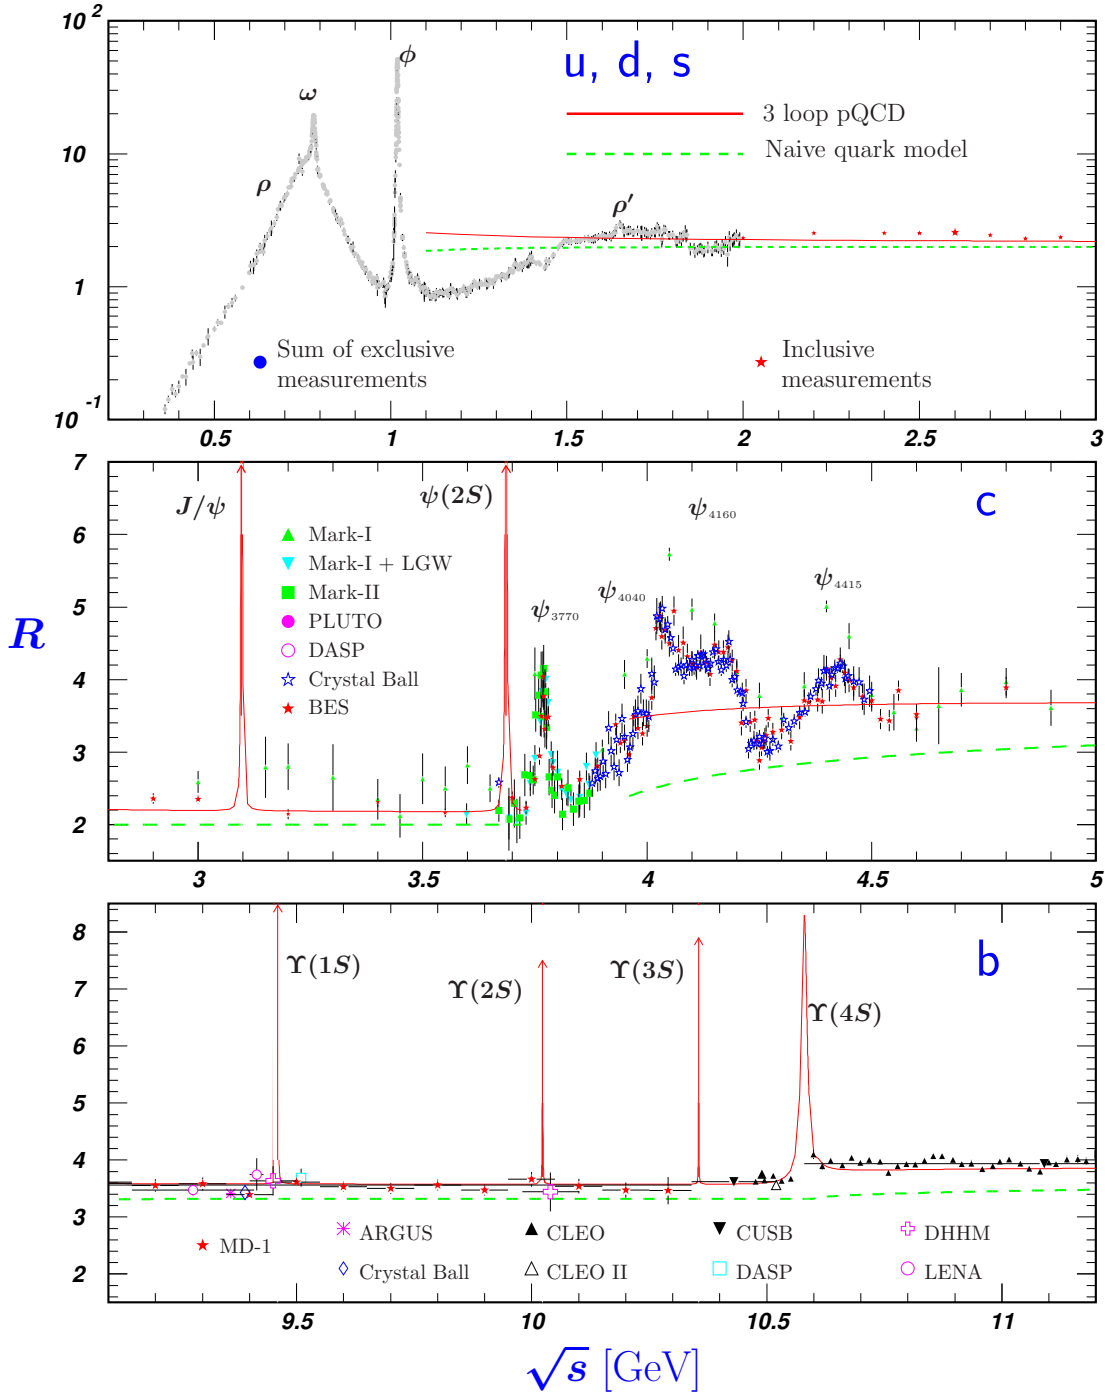 10 2
ϕ
u, d, s
ω
3 loop pQCD
10
Naive quark model
ρ
ρ′
1
Sum of exclusive
measurements
Inclusive
measurements
10 -1
0.5 1 1.5 2 2.5 3
7
J/ψ
ψ(2S)
c
ψ4160
6
Mark-I
Mark-I + LGW
ψ4040
ψ4415
Mark-II
ψ3770
5
PLUTO
R
DASP
4
Crystal Ball
BES
3
2
3 3.5 4 4.5 5
8
Υ(1S)
Υ(2S)
Υ(3S)
b
7
Υ(4S)
6
5
4
3
MD-1
ARGUS
CLEO
CUSB
DHHM
2
Crystal Ball
CLEO II
DASP
LENA
9.5 10 10.5 11
√s [GeV]